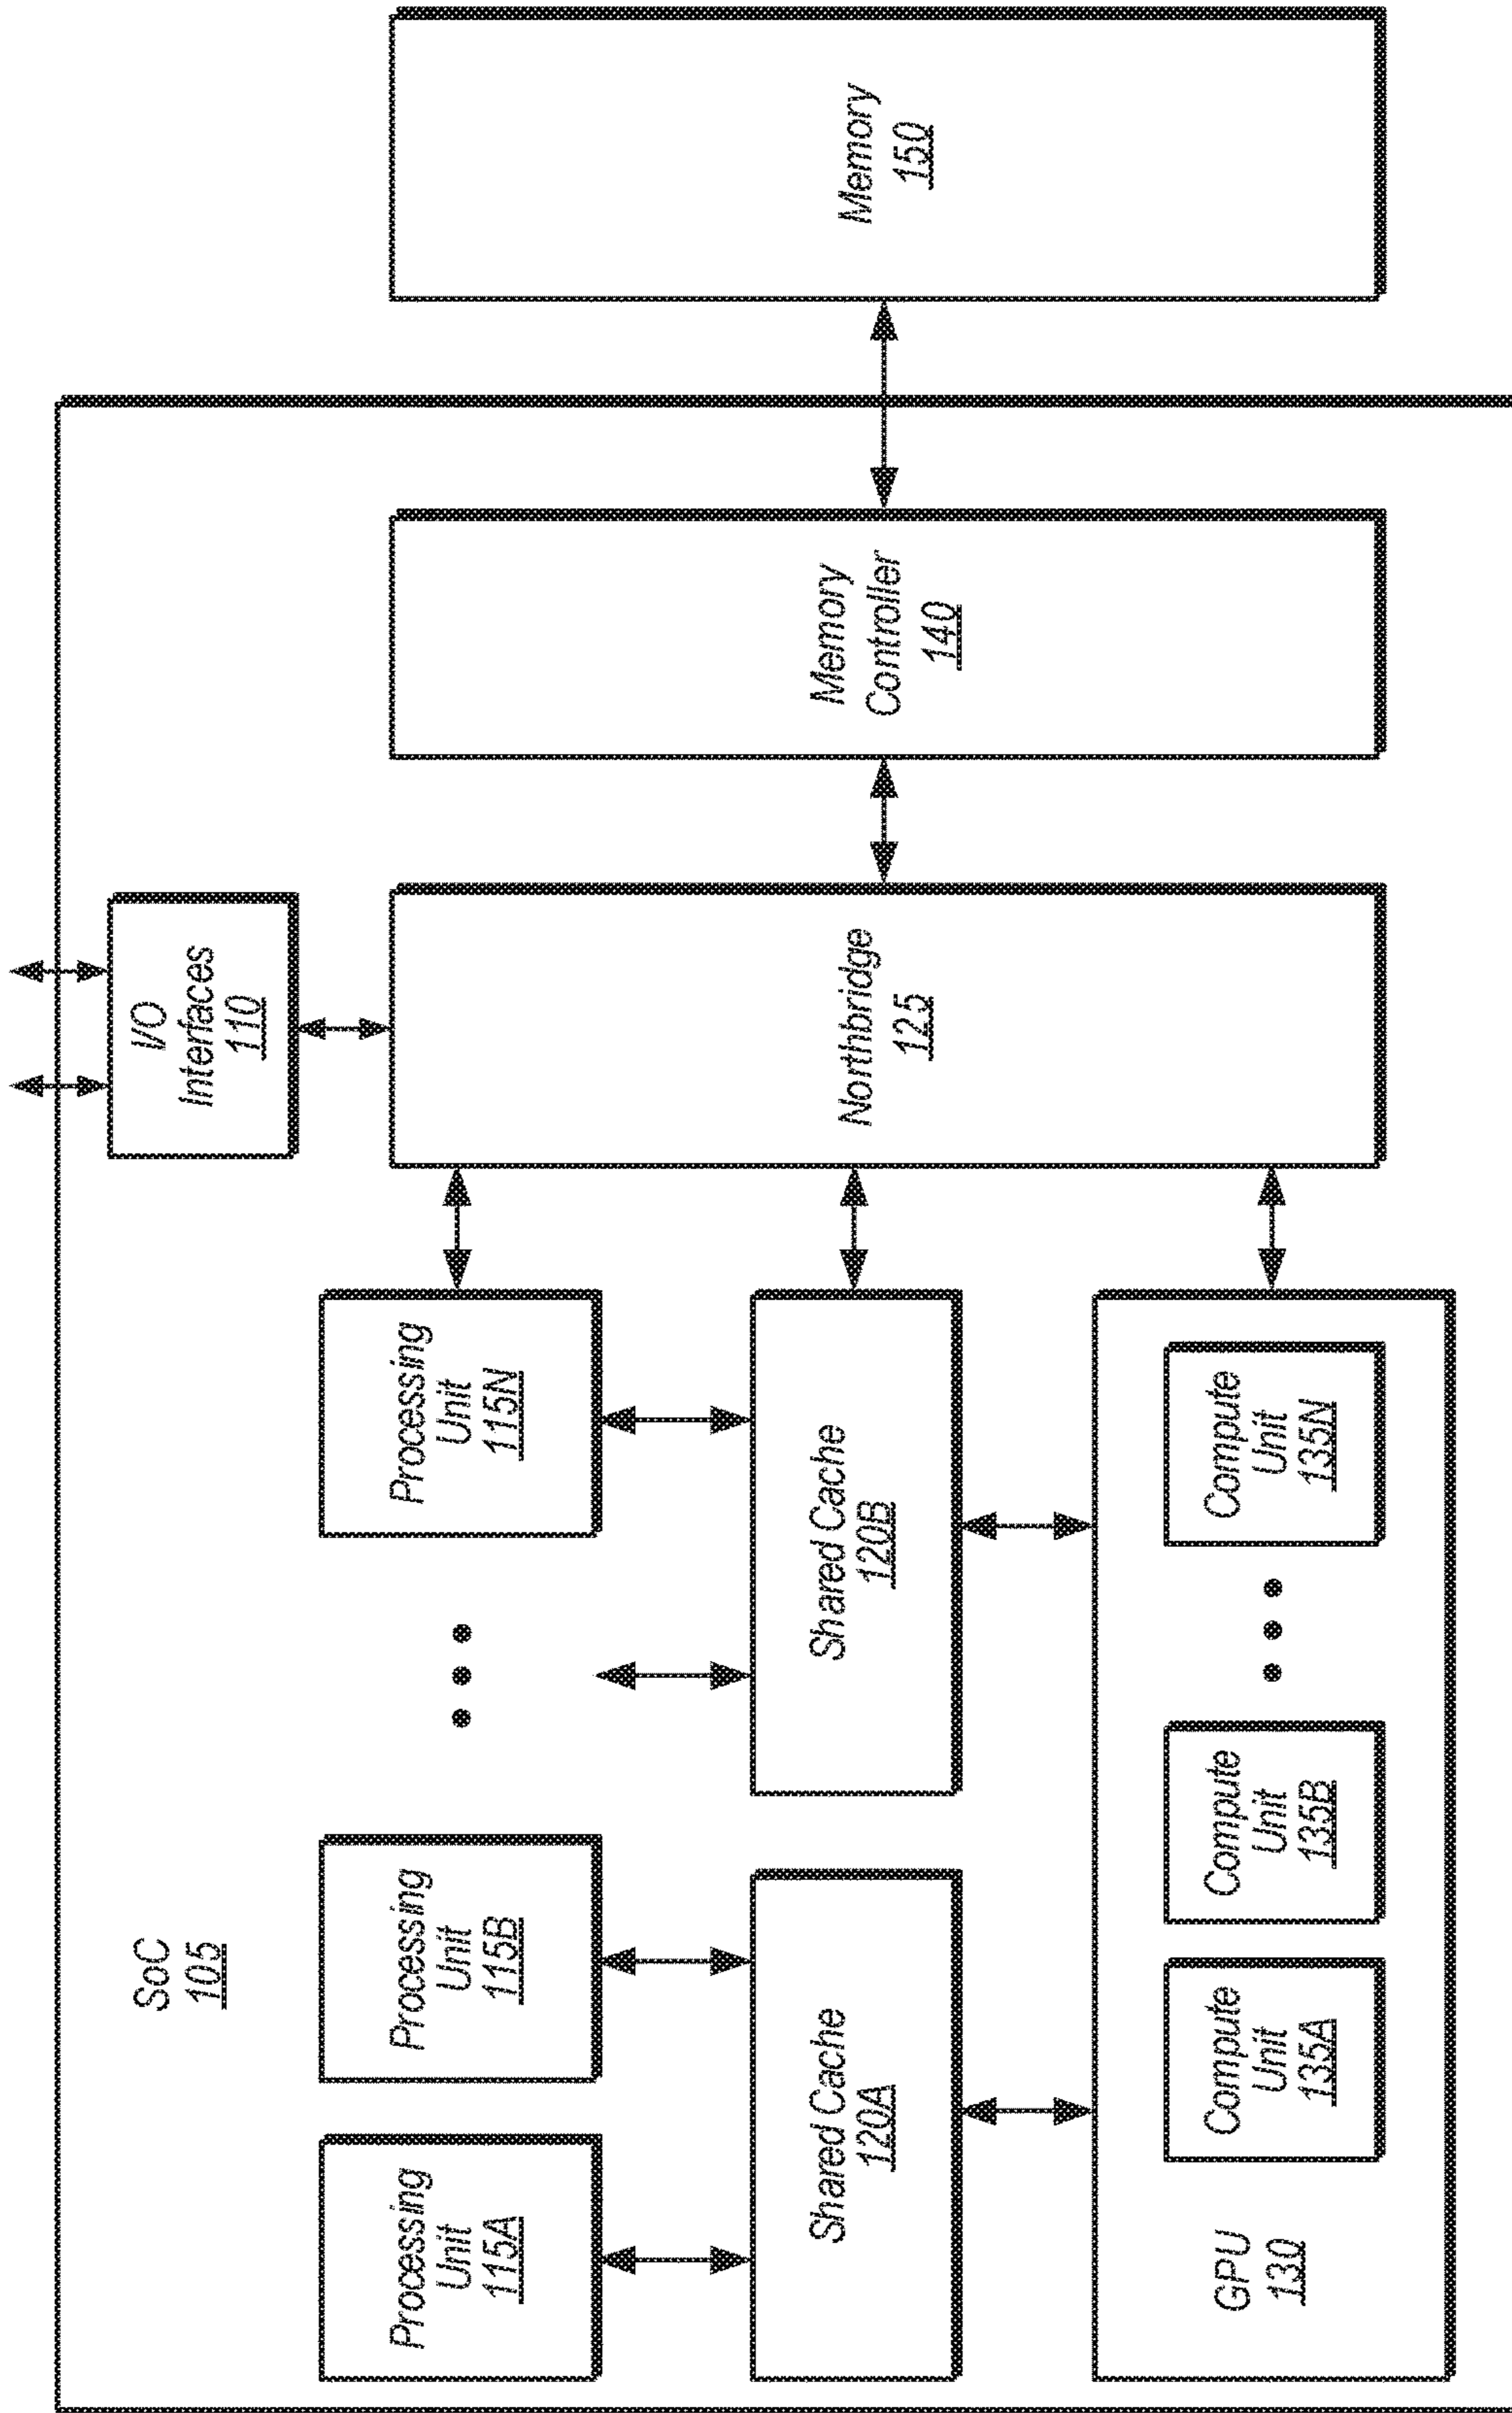 SoC
105
I/O
Interfaces
110
Processing
Unit
115A
Processing
Unit
115B
Processing
Unit
115N
Shared Cache
120A
Shared Cache
120B
GPU
130
Compute
Unit
135A
Compute
Unit
135B
Compute
Unit
135N
Northbridge
125
Memory
Controller
140
Memory
150